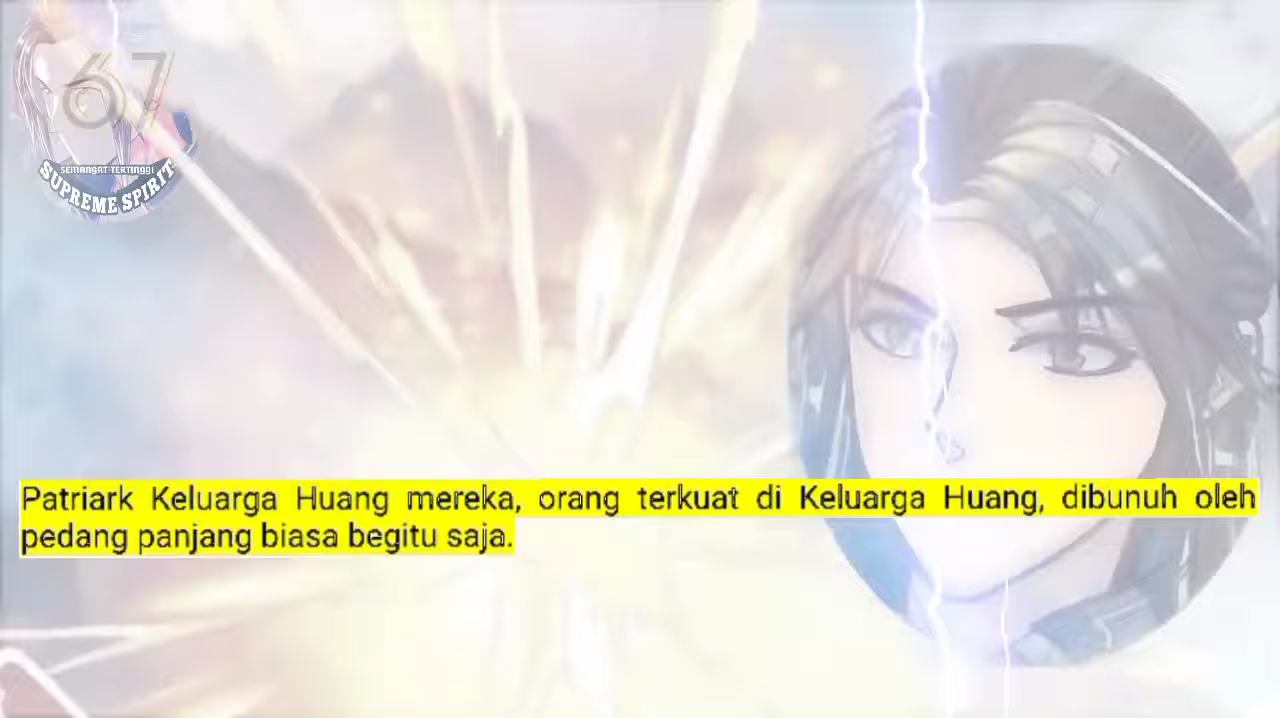 67
SEMANGAT TERTINGGI
SUPREME SPIRIT
Patriark Keluarga Huang mereka, orang terkuat di Keluarga Huang, dibunuh oleh
pedang panjang biasa begitu saja.